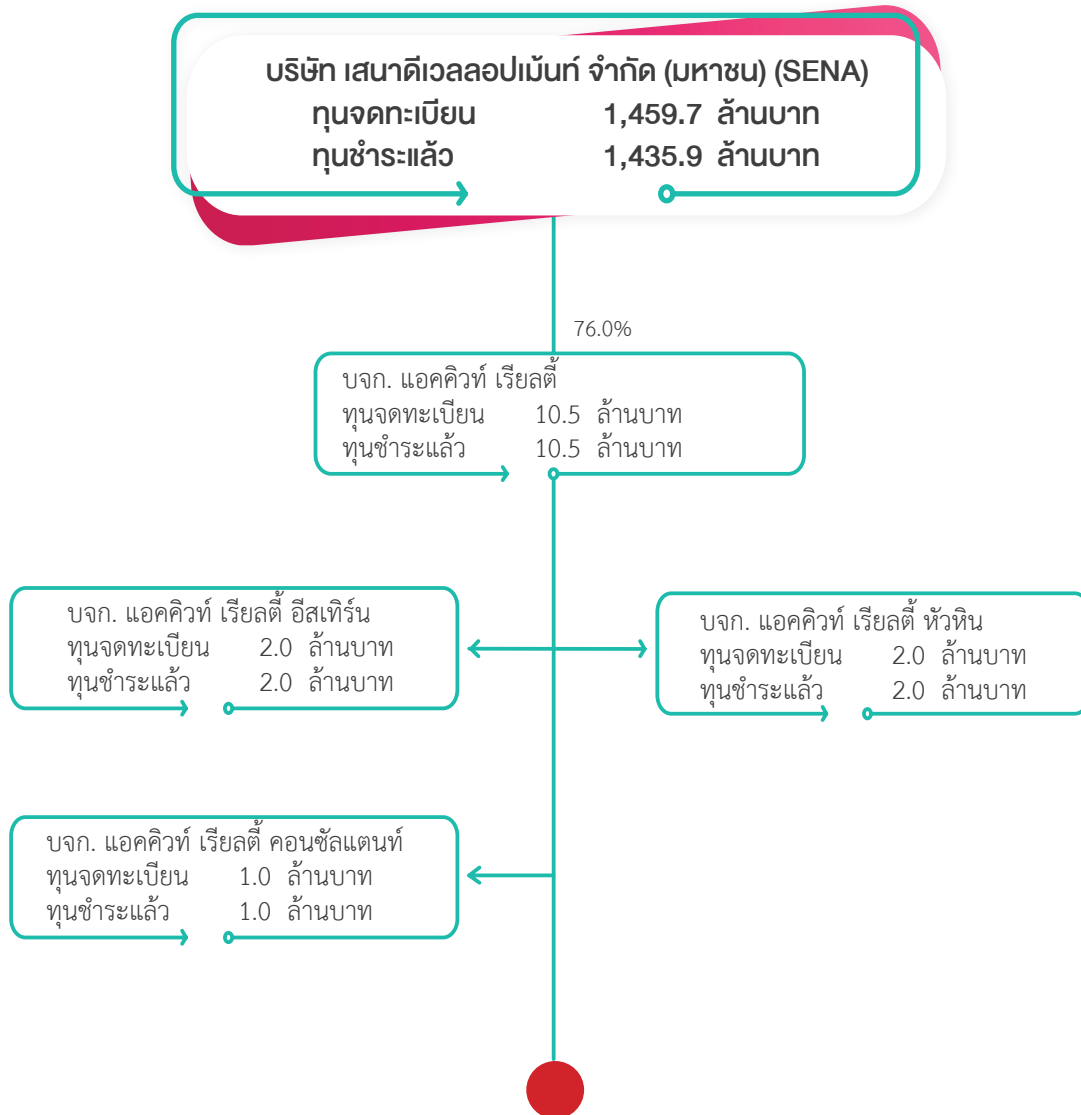 บริษัท เสนาดีเวลลอปเม้นท์ จำกัด (มหาชน) (SENA)
ทุนจดทะเบียน 1,459.7 ล้านบาท
ทุนชำระแล้ว 1,435.9 ล้านบาท
76.0%
บจก. แอคคิวท์ เรียลตี้
ทุนจดทะเบียน 10.5 ล้านบาท
ทุนชำระแล้ว 10.5 ล้านบาท
บจก. แอคคิวท์ เรียลตี้ อีสเทิร์น
ทุนจดทะเบียน 2.0 ล้านบาท
ทุนชำระแล้ว 2.0 ล้านบาท
บจก. แอคคิวท์ เรียลตี้ หัวหิน
ทุนจดทะเบียน 2.0 ล้านบาท
ทุนชำระแล้ว 2.0 ล้านบาท
บจก. แอคคิวท์ เรียลตี้ คอนซัลแตนท์
ทุนจดทะเบียน 1.0 ล้านบาท
ทุนชำระแล้ว 1.0 ล้านบาท